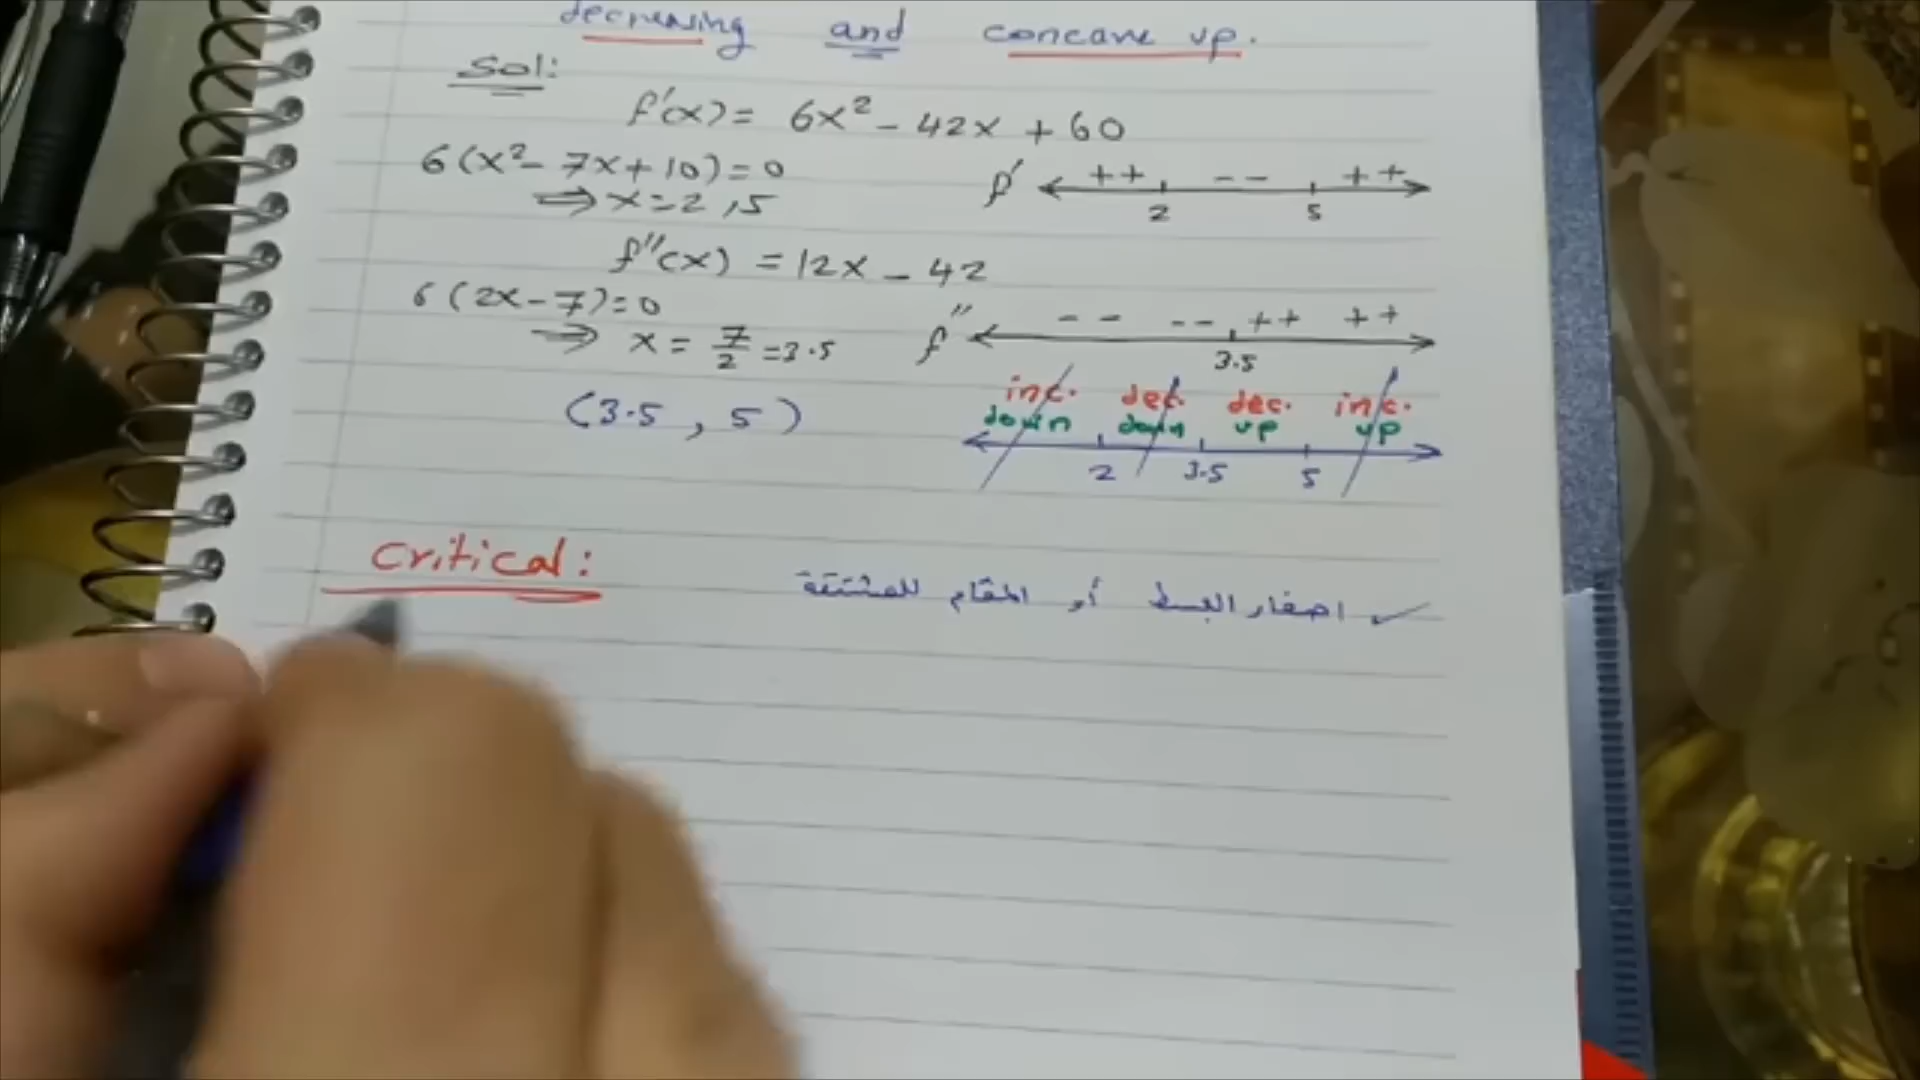 decreasing and concave up.
Sol:
f'(x) = 6x² - 42x + 60
6(x² - 7x + 10) = 0
⇒ x = 2, 5
f' ++ -- ++
2 5
f''(x) = 12x - 42
6(2x - 7) = 0
⇒ x = 7/2 = 3.5
f'' -- -- ++ ++
3.5
(3.5, 5)
inc. dec. dec. inc.
down down up up
2 3.5 5
Critical:
✓ اصفار البسط أو المقام للمشتقة